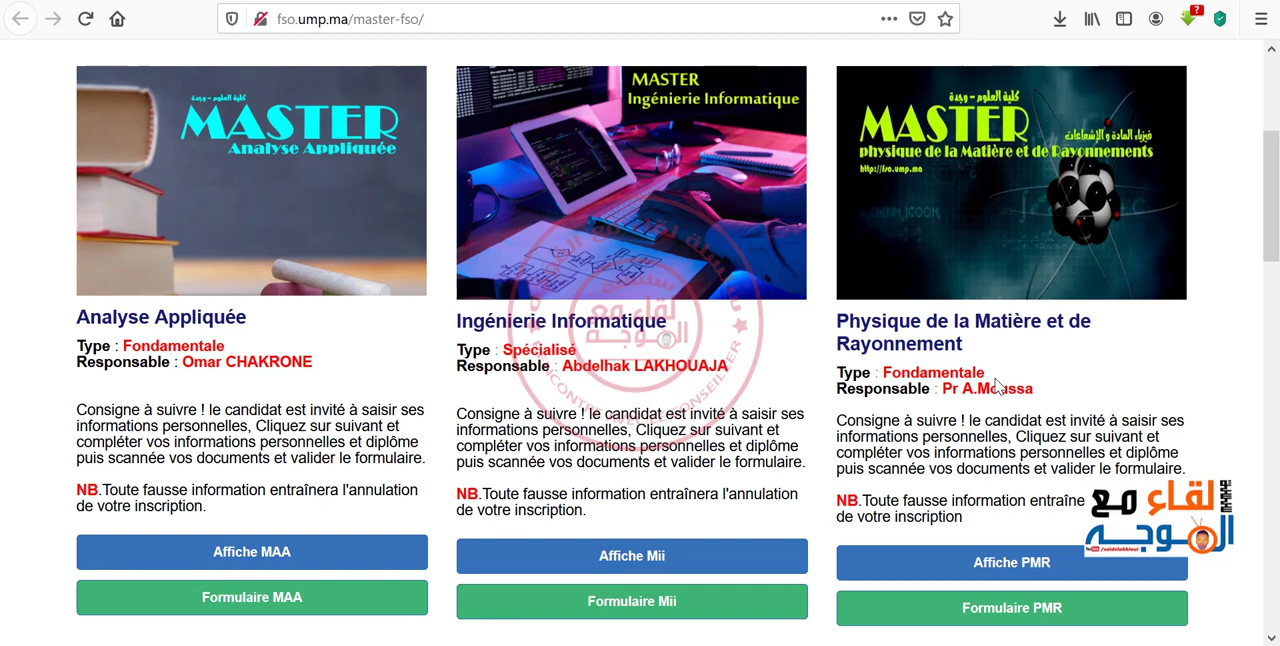 fso.ump.ma/master-fso/
?
كلية العلوم - وجدة
MASTER
Analyse Appliquée
MASTER
Ingénierie Informatique
كلية العلوم - وجدة
MASTER
فيزياء المادة و الإشعاعات
physique de la Matière et de Rayonnements
http://fso.ump.ma
Analyse Appliquée
Type : Fondamentale
Responsable : Omar CHAKRONE
Consigne à suivre ! le candidat est invité à saisir ses
informations personnelles, Cliquez sur suivant et
compléter vos informations personnelles et diplôme
puis scannée vos documents et valider le formulaire.
NB.Toute fausse information entraînera l'annulation
de votre inscription.
Affiche MAA
Formulaire MAA
Ingénierie Informatique
Type : Spécialisé
Responsable : Abdelhak LAKHOUAJA
Consigne à suivre ! le candidat est invité à saisir ses
informations personnelles, Cliquez sur suivant et
compléter vos informations personnelles et diplôme
puis scannée vos documents et valider le formulaire.
NB.Toute fausse information entraînera l'annulation
de votre inscription.
Affiche Mii
Formulaire Mii
Physique de la Matière et de
Rayonnement
Type : Fondamentale
Responsable : Pr A.Moussa
Consigne à suivre ! le candidat est invité à saisir ses
informations personnelles, Cliquez sur suivant et
compléter vos informations personnelles et diplôme
puis scannée vos documents et valider le formulaire.
NB.Toute fausse information entraîne
de votre inscription
Affiche PMR
Formulaire PMR
لقاء مع
الموجه
لقاء مع
الموجه